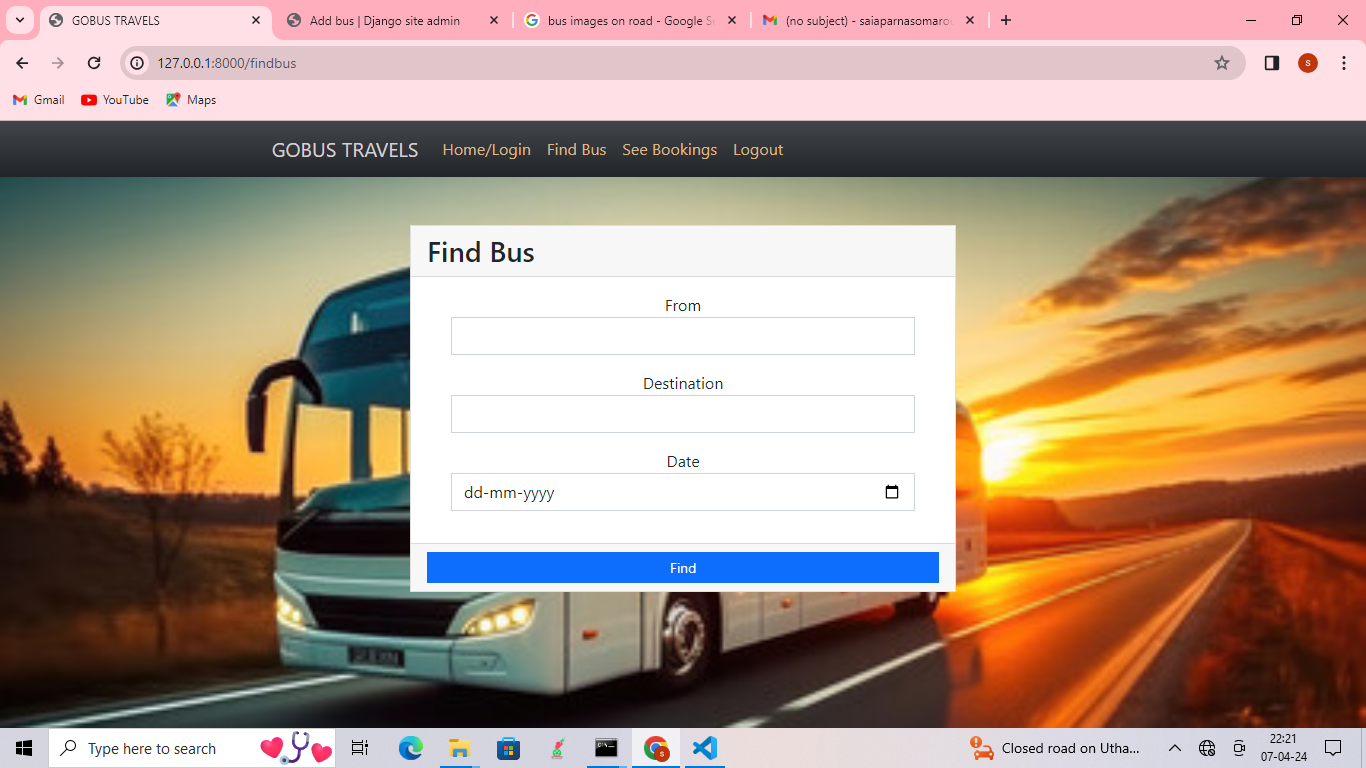 GOBUS TRAVELS
Add bus | Django site admin
bus images on road - Google Se
(no subject) - saiaparnasomarou
127.0.0.1:8000/findbus
s
Gmail
YouTube
Maps
GOBUS TRAVELS Home/Login Find Bus See Bookings Logout
Find Bus
From
Destination
Date
dd-mm-yyyy
Find
Type here to search
Closed road on Utha...
22:21
07-04-24